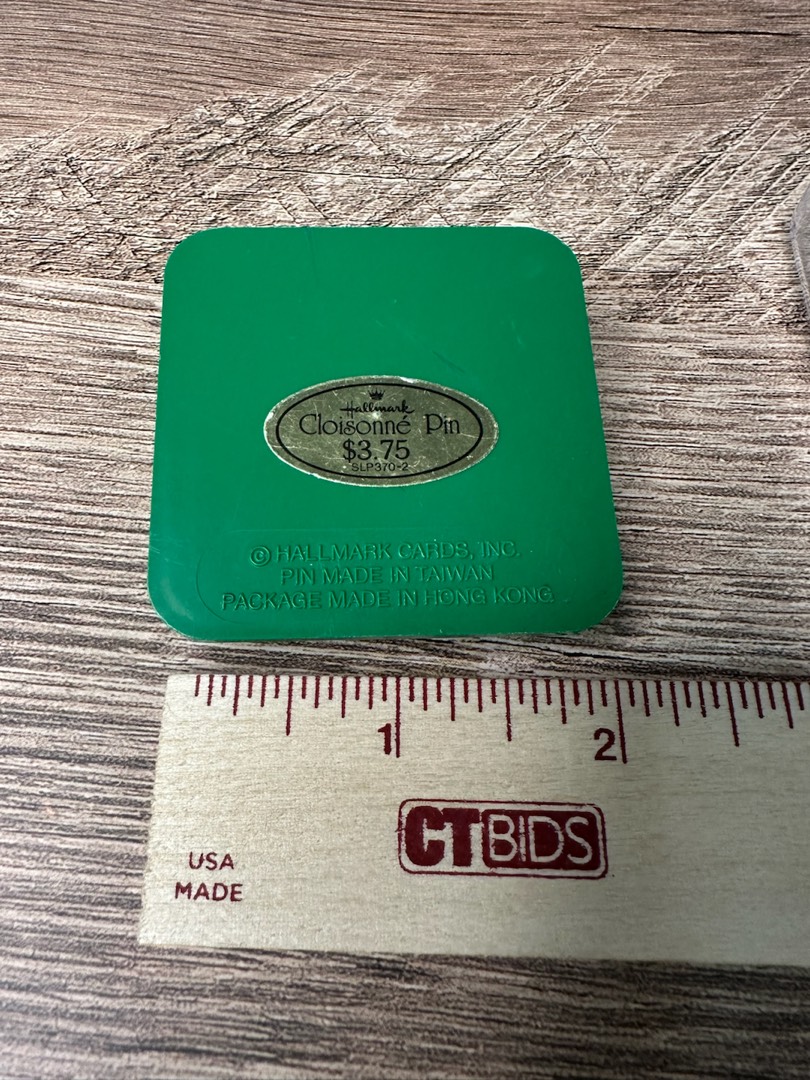 Hallmark
Cloisonné Pin
$3.75
SLP370-2
© HALLMARK CARDS, INC.
PIN MADE IN TAIWAN
PACKAGE MADE IN HONG KONG
1 2
CTBIDS
USA
MADE